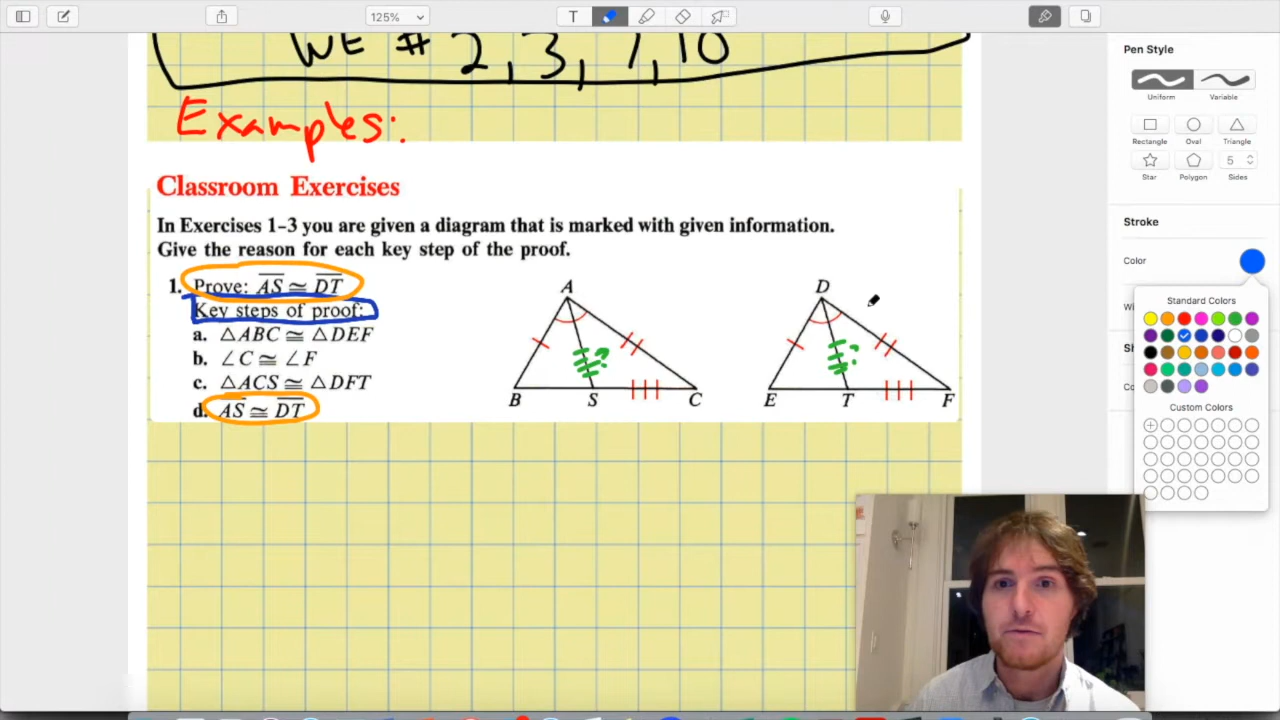 125%
T
WE # 2, 3, 7, 10
Examples:
Classroom Exercises
In Exercises 1–3 you are given a diagram that is marked with given information.
Give the reason for each key step of the proof.
1. Prove: AS ≅ DT
Key steps of proof:
a. △ABC ≅ △DEF
b. ∠C ≅ ∠F
c. △ACS ≅ △DFT
d. AS ≅ DT
A
?
B S C
D
?
E T F
Pen Style
Uniform Variable
Rectangle Oval Triangle
5
Star Polygon Sides
Stroke
Color
Standard Colors
Custom Colors